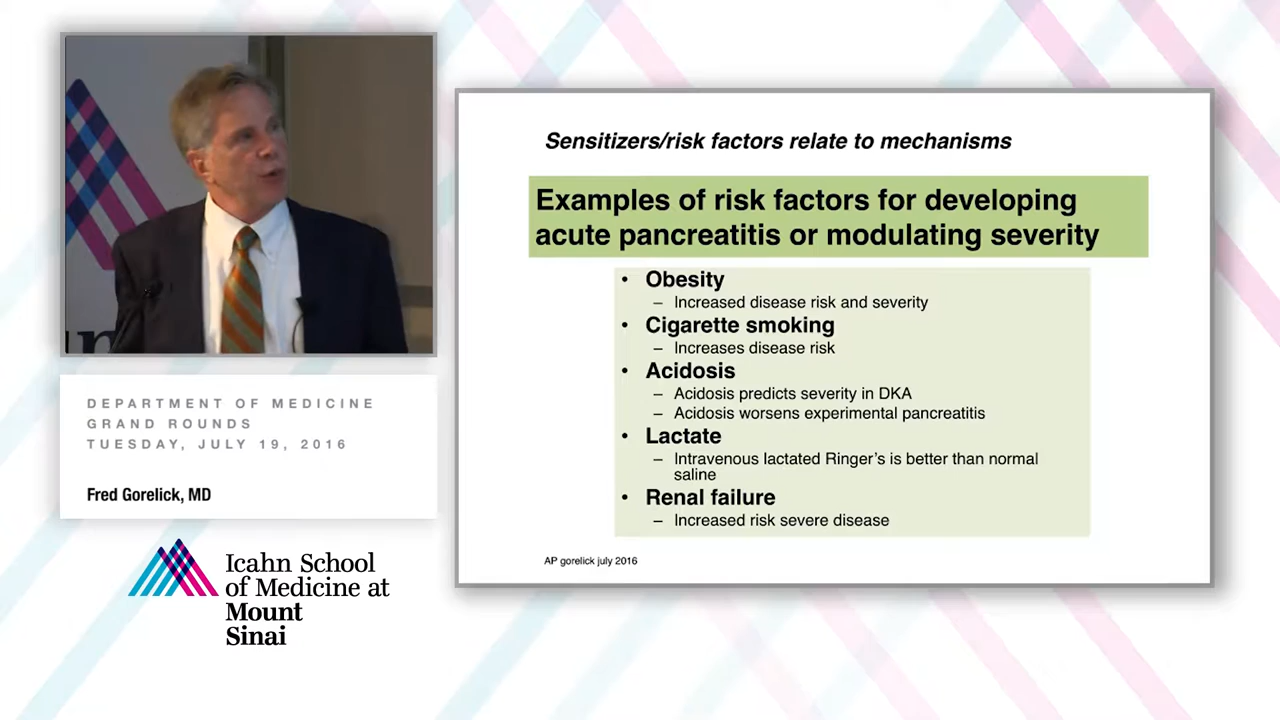 DEPARTMENT OF MEDICINE
GRAND ROUNDS
TUESDAY, JULY 19, 2016
Fred Gorelick, MD
Icahn School
of Medicine at
Mount
Sinai
Sensitizers/risk factors relate to mechanisms
Examples of risk factors for developing
acute pancreatitis or modulating severity
• Obesity
– Increased disease risk and severity
• Cigarette smoking
– Increases disease risk
• Acidosis
– Acidosis predicts severity in DKA
– Acidosis worsens experimental pancreatitis
• Lactate
– Intravenous lactated Ringer's is better than normal
saline
• Renal failure
– Increased risk severe disease
AP gorelick july 2016